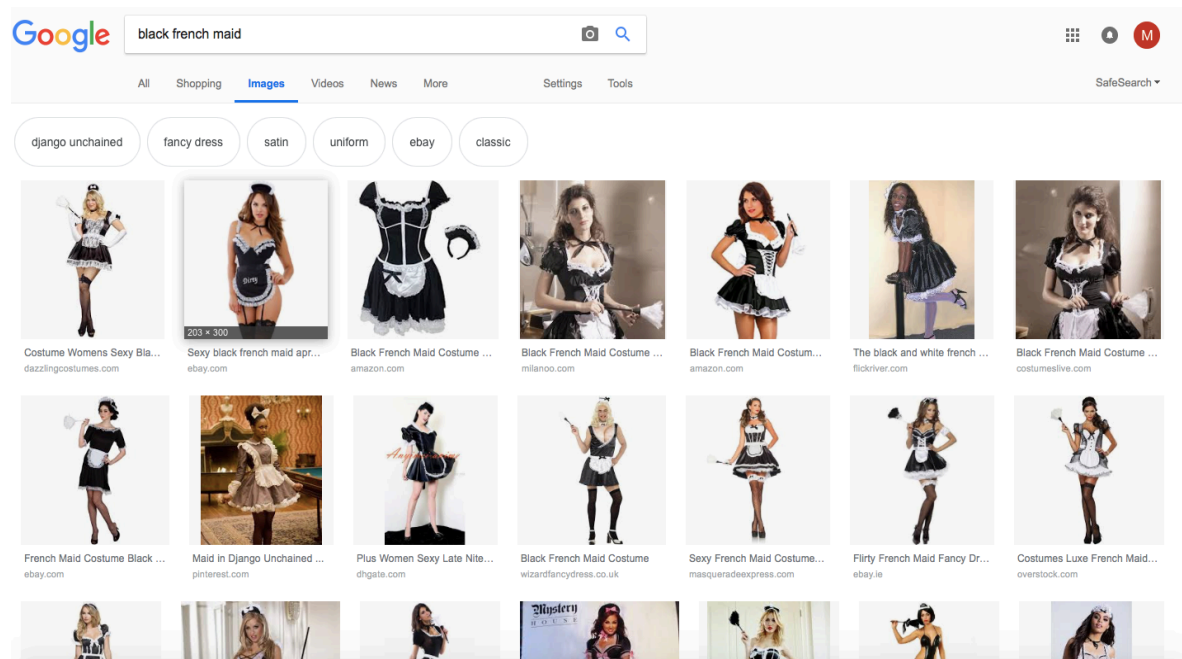 Google
black french maid
M
All Shopping Images Videos News More Settings Tools
SafeSearch
django unchained fancy dress satin uniform ebay classic
203 × 300
Costume Womens Sexy Bla... Sexy black french maid apr... Black French Maid Costume ... Black French Maid Costume ... Black French Maid Costum... The black and white french ... Black French Maid Costume ...
dazzlingcostumes.com ebay.com amazon.com milanoo.com amazon.com flickriver.com costumeslive.com
French Maid Costume Black ... Maid in Django Unchained ... Plus Women Sexy Late Nite... Black French Maid Costume Sexy French Maid Costume... Flirty French Maid Fancy Dr... Costumes Luxe French Maid...
ebay.com pinterest.com dhgate.com wizardfancydress.co.uk masqueradeexpress.com ebay.ie overstock.com
Mystery
HOUSE